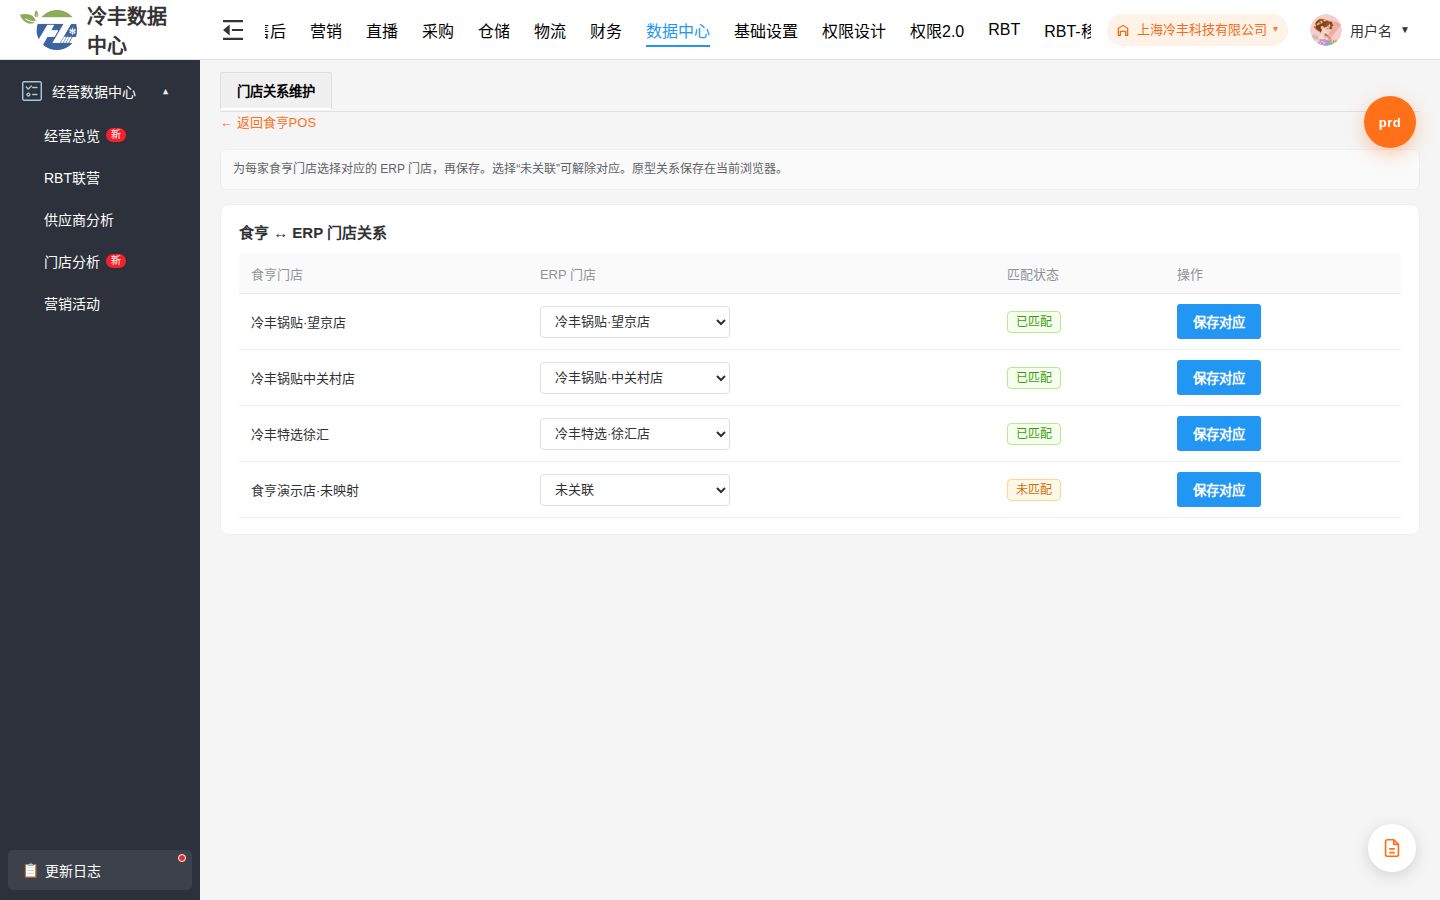 冷丰数据
中心
后 营销 直播 采购 仓储 物流 财务 数据中心 基础设置 权限设计 权限2.0 RBT RBT-移 上海冷丰科技有限公司 ▼ 用户名 ▼
经营数据中心 ▲
经营总览 新
RBT联营
供应商分析
门店分析 新
营销活动
📋 更新日志
门店关系维护
← 返回食亨POS
prd
为每家食亨门店选择对应的 ERP 门店，再保存。选择“未关联”可解除对应。原型关系保存在当前浏览器。
食亨 ↔ ERP 门店关系
食亨门店 ERP 门店 匹配状态 操作
冷丰锅贴·望京店 冷丰锅贴·望京店 已匹配 保存对应
冷丰锅贴中关村店 冷丰锅贴·中关村店 已匹配 保存对应
冷丰特选徐汇 冷丰特选·徐汇店 已匹配 保存对应
食亨演示店·未映射 未关联 未匹配 保存对应